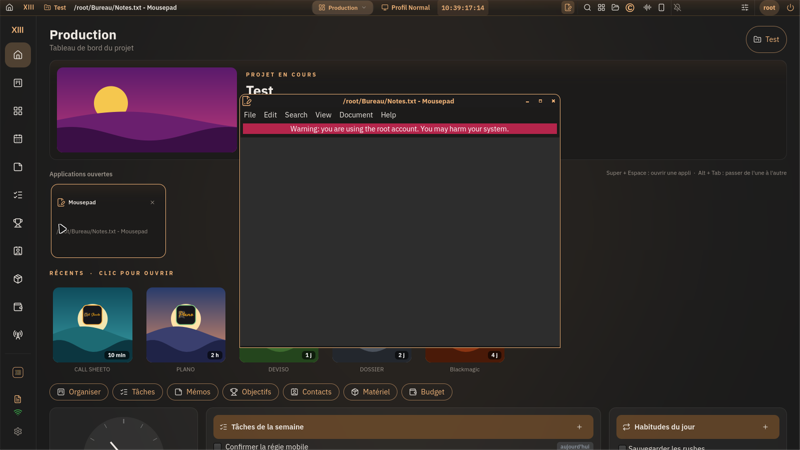 XIII
Test
/root/Bureau/Notes.txt - Mousepad
Production
Profil Normal
10:39:17:14
root
XIII
Production
Tableau de bord du projet
Test
PROJET EN COURS
Test
/root/Bureau/Notes.txt - Mousepad
File Edit Search View Document Help
Warning: you are using the root account. You may harm your system.
Applications ouvertes
Super + Espace : ouvrir une appli · Alt + Tab : passer de l'une à l'autre
Mousepad
/Bureau/Notes.txt - Mousepad
RÉCENTS · CLIC POUR OUVRIR
10 min
2 h
1 j
2 j
4 j
CALL SHEETO
PLANO
DEVISO
DOSSIER
Blackmagic
Organiser
Tâches
Mémos
Objectifs
Contacts
Matériel
Budget
Tâches de la semaine
Habitudes du jour
Confirmer la régie mobile
aujourd'hui
Sauvegarder les rushes